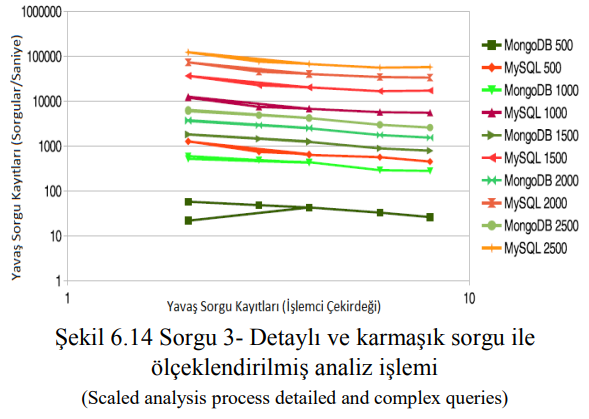 1000000
100000
10000
1000
100
10
1
Yavaş Sorgu Kayıtları (Sorgular/Saniye)
1
10
Yavaş Sorgu Kayıtları (İşlemci Çekirdeği)
MongoDB 500
MySQL 500
MongoDB 1000
MySQL 1000
MongoDB 1500
MySQL 1500
MongoDB 2000
MySQL 2000
MongoDB 2500
MySQL 2500
Şekil 6.14 Sorgu 3- Detaylı ve karmaşık sorgu ile
ölçeklendirilmiş analiz işlemi
(Scaled analysis process detailed and complex queries)